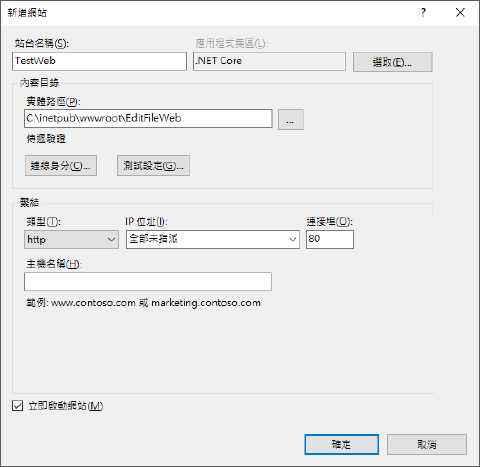 新增網站
? ×
站台名稱(S): 應用程式集區(L):
TestWeb .NET Core 選取(E)...
內容目錄
實體路徑(P):
C:\inetpub\wwwroot\EditFileWeb ...
傳遞驗證
連線身分(C)... 測試設定(G)...
繫結
類型(T): IP 位址(I): 連接埠(O):
http 全部未指派 80
主機名稱(H):
範例: www.contoso.com 或 marketing.contoso.com
立即啟動網站(M)
確定 取消